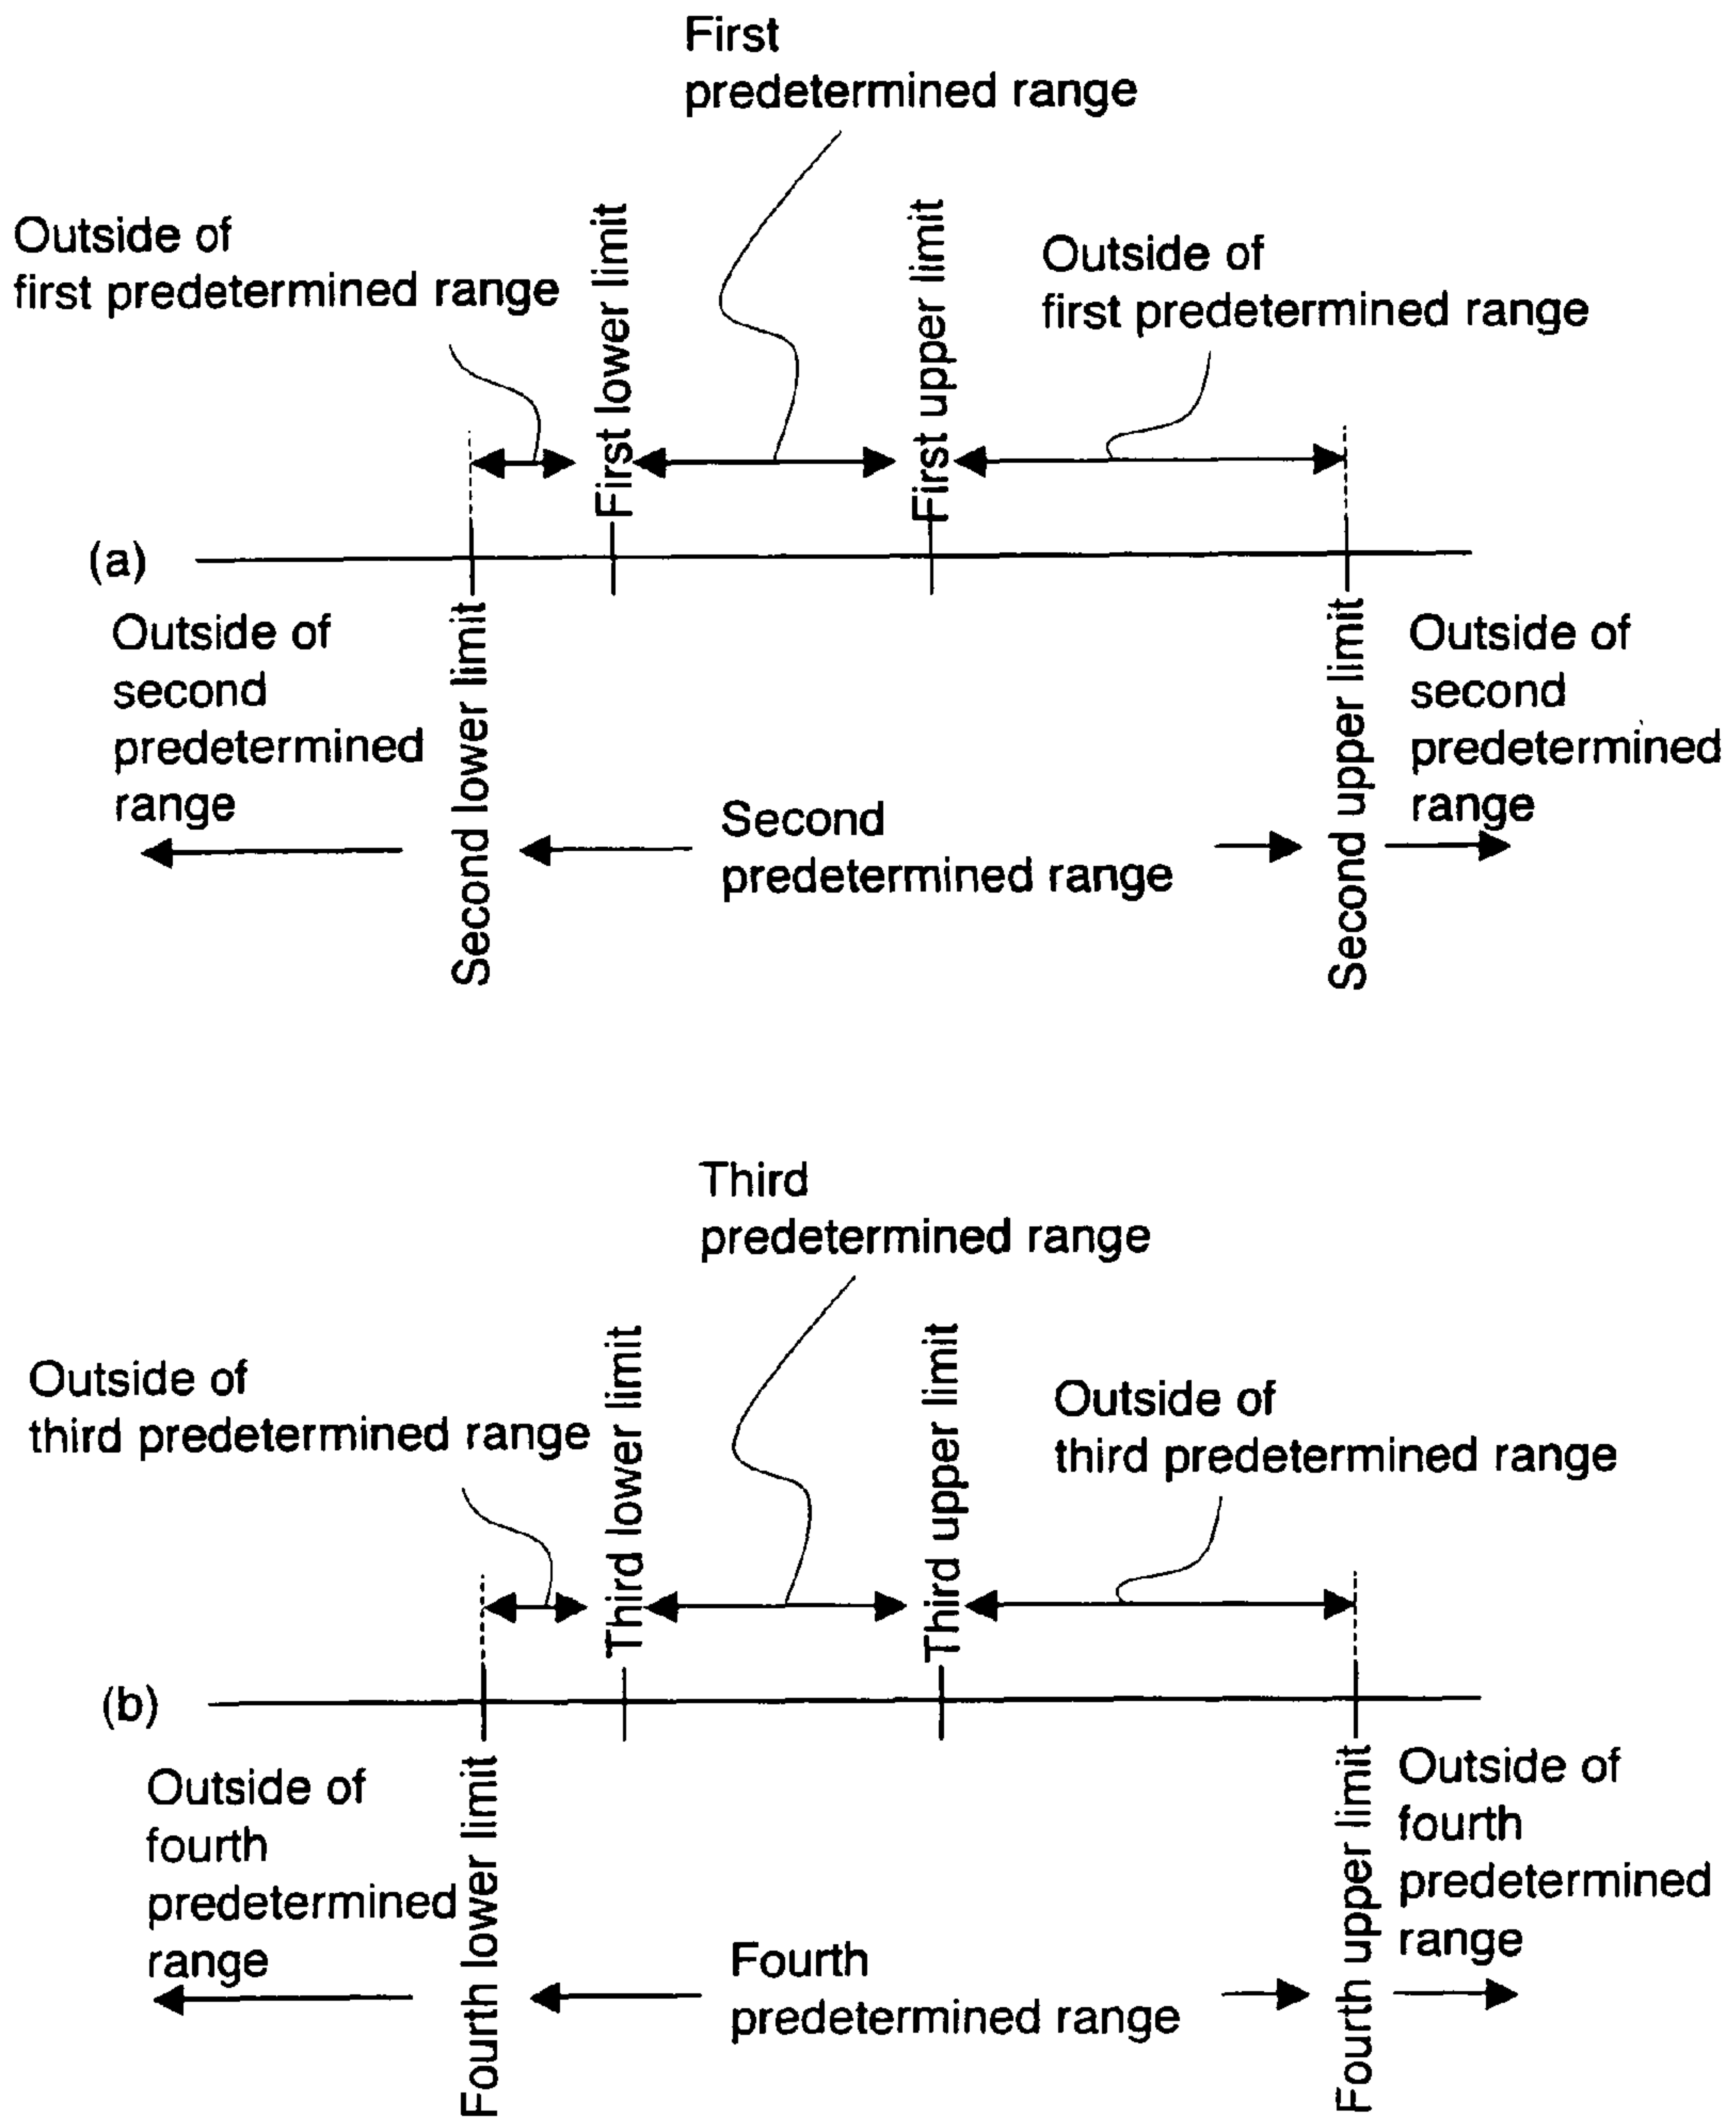 First
predetermined range
Outside of
first predetermined range
First lower limit
First upper limit
Outside of
first predetermined range
(a)
Outside of
second
predetermined
range
Second lower limit
Second
predetermined range
Second upper limit
Outside of
second
predetermined
range
Third
predetermined range
Outside of
third predetermined range
Third lower limit
Third upper limit
Outside of
third predetermined range
(b)
Outside of
fourth
predetermined
range
Fourth lower limit
Fourth
predetermined range
Fourth upper limit
Outside of
fourth
predetermined
range